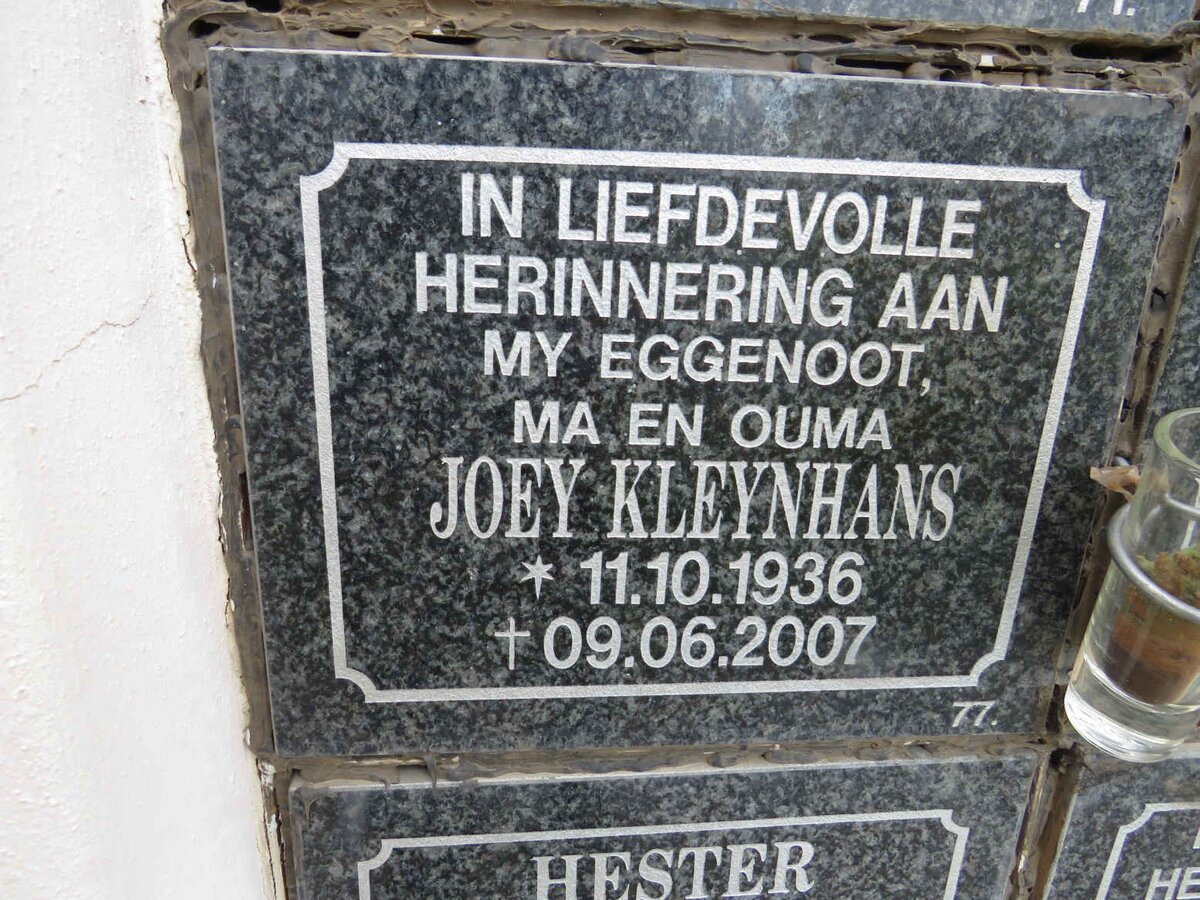 IN LIEFDEVOLLE
HERINNERING AAN
MY EGGENOOT,
MA EN OUMA
JOEY KLEYNHANS
* 11.10.1936
† 09.06.2007
77.
HESTER
HE